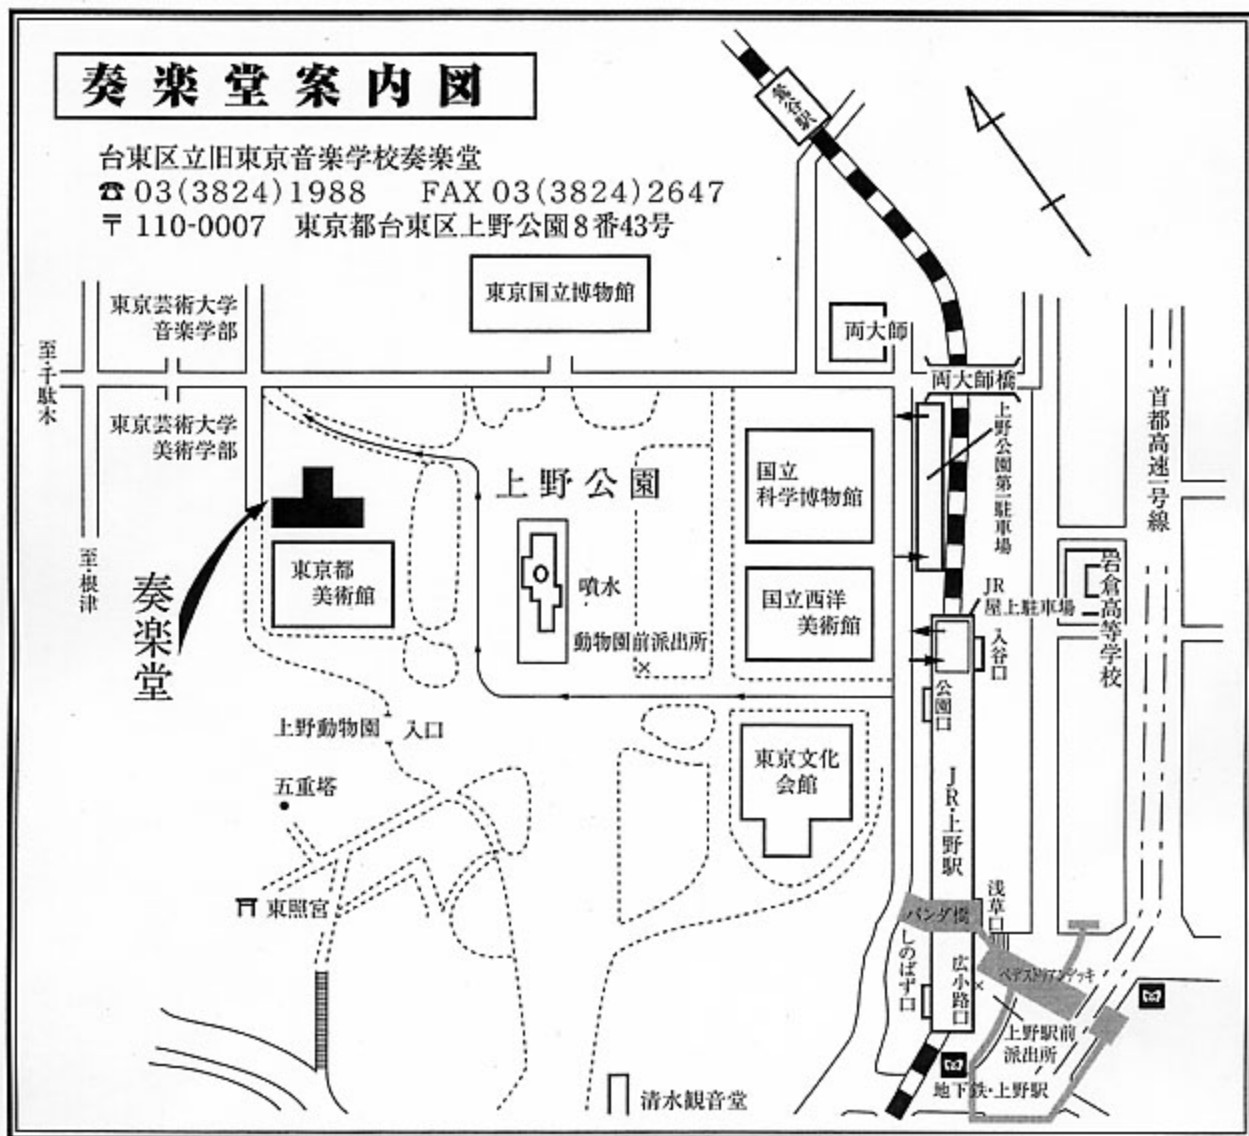 奏楽堂案内図
台東区立旧東京音楽学校奏楽堂
☎ 03(3824)1988 FAX 03(3824)2647
〒 110-0007 東京都台東区上野公園8番43号
鶯谷駅
東京国立博物館
東京芸術大学
音楽学部
両大師
至・千駄木
両大師橋
東京芸術大学
美術学部
上野公園第一駐車場
首都高速1号線
上野公園
国立
科学博物館
奏楽堂
至・根津
東京都
美術館
噴水
動物園前派出所
国立西洋
美術館
JR
屋上駐車場
岩倉高等学校
入谷口
公園口
上野動物園 入口
東京文化
会館
五重塔
JR・上野駅
東照宮
パンダ橋
浅草口
しのばず口
広小路口
ペデストリアンデッキ
上野駅前
派出所
地下鉄・上野駅
清水観音堂